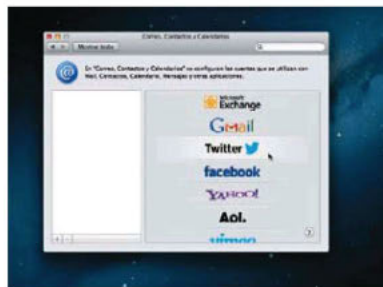 Correo, Contactos y Calendarios
Mostrar todo
En "Correo, Contactos y Calendarios" se configuran las cuentas que se utilizan con
Mail, Contactos, Calendario, Mensajes y otras aplicaciones.
Microsoft
Exchange
Gmail
Twitter
facebook
YAHOO!
Aol.
vimeo